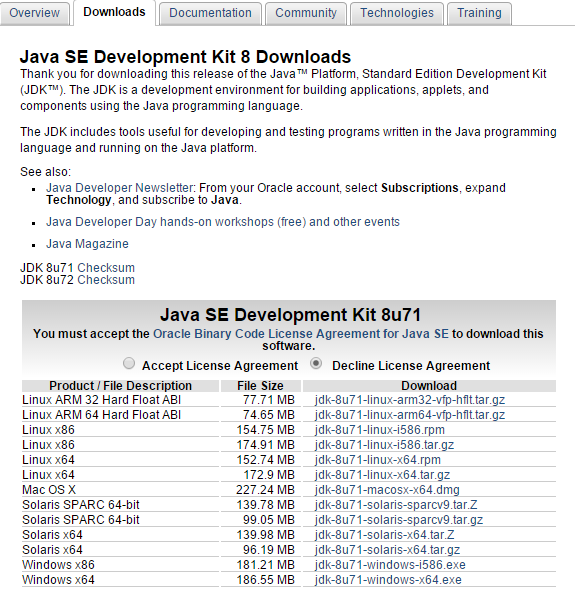 Overview Downloads Documentation Community Technologies Training
Java SE Development Kit 8 Downloads
Thank you for downloading this release of the Java™ Platform, Standard Edition Development Kit
(JDK™). The JDK is a development environment for building applications, applets, and
components using the Java programming language.
The JDK includes tools useful for developing and testing programs written in the Java programming
language and running on the Java platform.
See also:
Java Developer Newsletter: From your Oracle account, select Subscriptions, expand
Technology, and subscribe to Java.
Java Developer Day hands-on workshops (free) and other events
Java Magazine
JDK 8u71 Checksum
JDK 8u72 Checksum
Java SE Development Kit 8u71
You must accept the Oracle Binary Code License Agreement for Java SE to download this
software.
Accept License Agreement Decline License Agreement
Product / File Description File Size Download
Linux ARM 32 Hard Float ABI 77.71 MB jdk-8u71-linux-arm32-vfp-hflt.tar.gz
Linux ARM 64 Hard Float ABI 74.65 MB jdk-8u71-linux-arm64-vfp-hflt.tar.gz
Linux x86 154.75 MB jdk-8u71-linux-i586.rpm
Linux x86 174.91 MB jdk-8u71-linux-i586.tar.gz
Linux x64 152.74 MB jdk-8u71-linux-x64.rpm
Linux x64 172.9 MB jdk-8u71-linux-x64.tar.gz
Mac OS X 227.24 MB jdk-8u71-macosx-x64.dmg
Solaris SPARC 64-bit 139.78 MB jdk-8u71-solaris-sparcv9.tar.Z
Solaris SPARC 64-bit 99.05 MB jdk-8u71-solaris-sparcv9.tar.gz
Solaris x64 139.98 MB jdk-8u71-solaris-x64.tar.Z
Solaris x64 96.19 MB jdk-8u71-solaris-x64.tar.gz
Windows x86 181.21 MB jdk-8u71-windows-i586.exe
Windows x64 186.55 MB jdk-8u71-windows-x64.exe